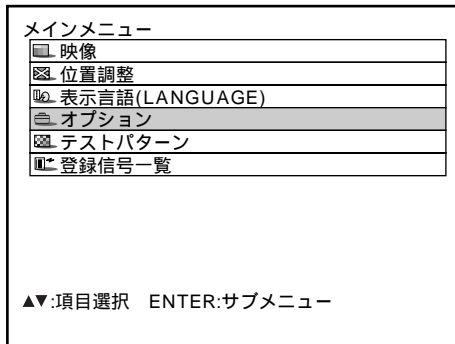 メインメニュー
映像
位置調整
表示言語(LANGUAGE)
オプション
テストパターン
登録信号一覧
▲▼:項目選択　ENTER:サブメニュー